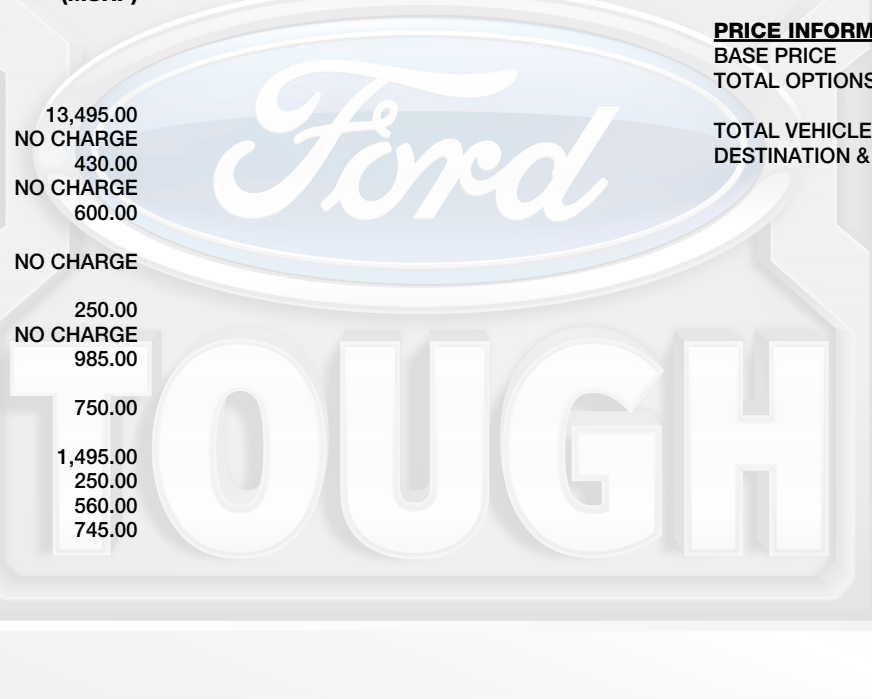 13,495.00
NO CHARGE
430.00
NO CHARGE
600.00
NO CHARGE
250.00
NO CHARGE
985.00
750.00
1,495.00
250.00
560.00
745.00
PRICE
BASE PRICE
TOTAL OPTIONS
TOTAL VEHICLE
DESTINATION &
Ford
TOUGH